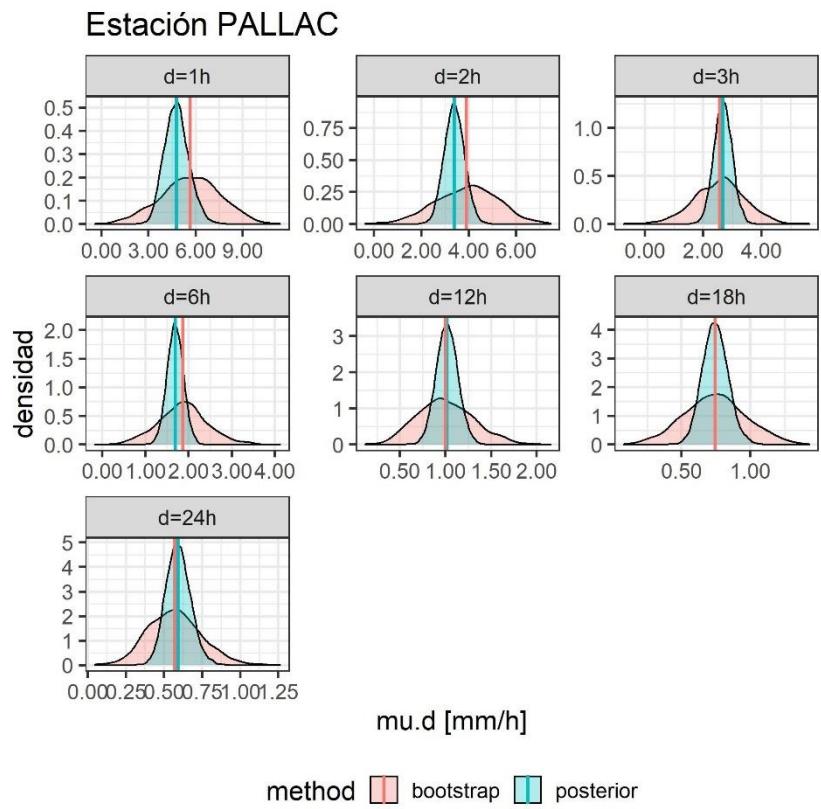 Estación PALLAC
d=1h d=2h d=3h
0.5 0.4 0.3 0.2 0.1 0.0
0.00 3.00 6.00 9.00
0.75 0.50 0.25 0.00
0.00 2.00 4.00 6.00
1.0 0.5 0.0
0.00 2.00 4.00
d=6h d=12h d=18h
2.0 1.5 1.0 0.5 0.0
0.00 1.00 2.00 3.00 4.00
3 2 1 0
0.50 1.00 1.50 2.00
4 3 2 1 0
0.50 1.00
d=24h
5 4 3 2 1 0
0.00 0.25 0.50 0.75 1.00 1.25
densidad
mu.d [mm/h]
method bootstrap posterior